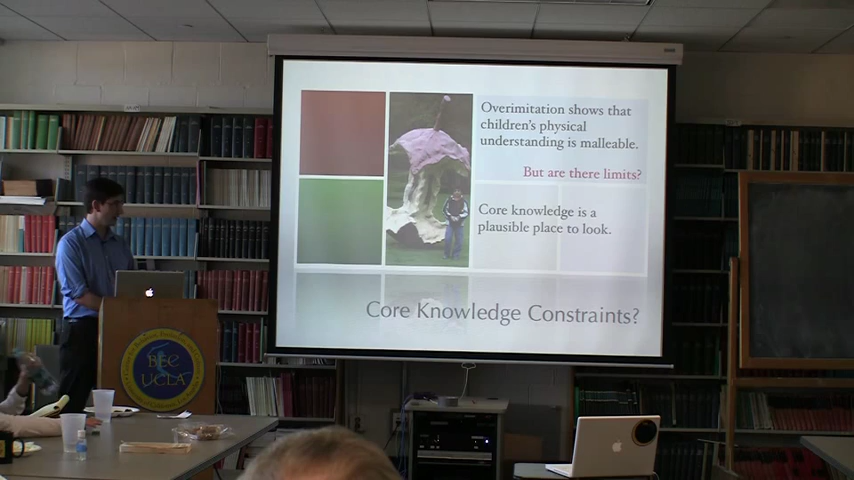 Overimitation shows that
children's physical
understanding is malleable.
But are there limits?
Core knowledge is a
plausible place to look.
Core Knowledge Constraints?
BEC
UCLA